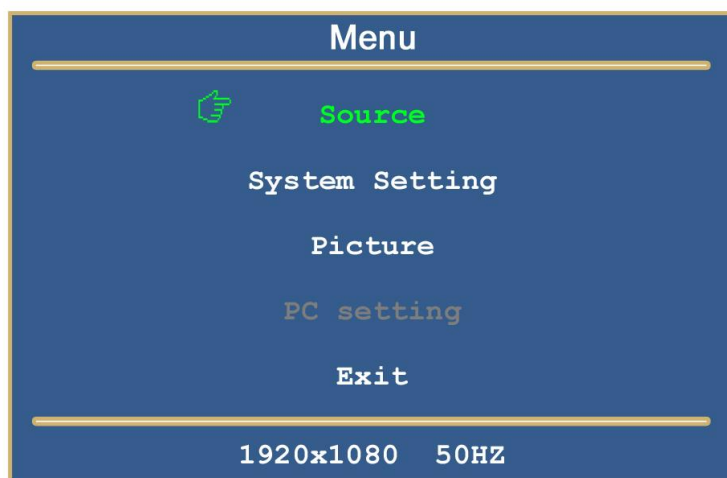 Menu
Source
System Setting
Picture
PC setting
Exit
1920x1080 50HZ